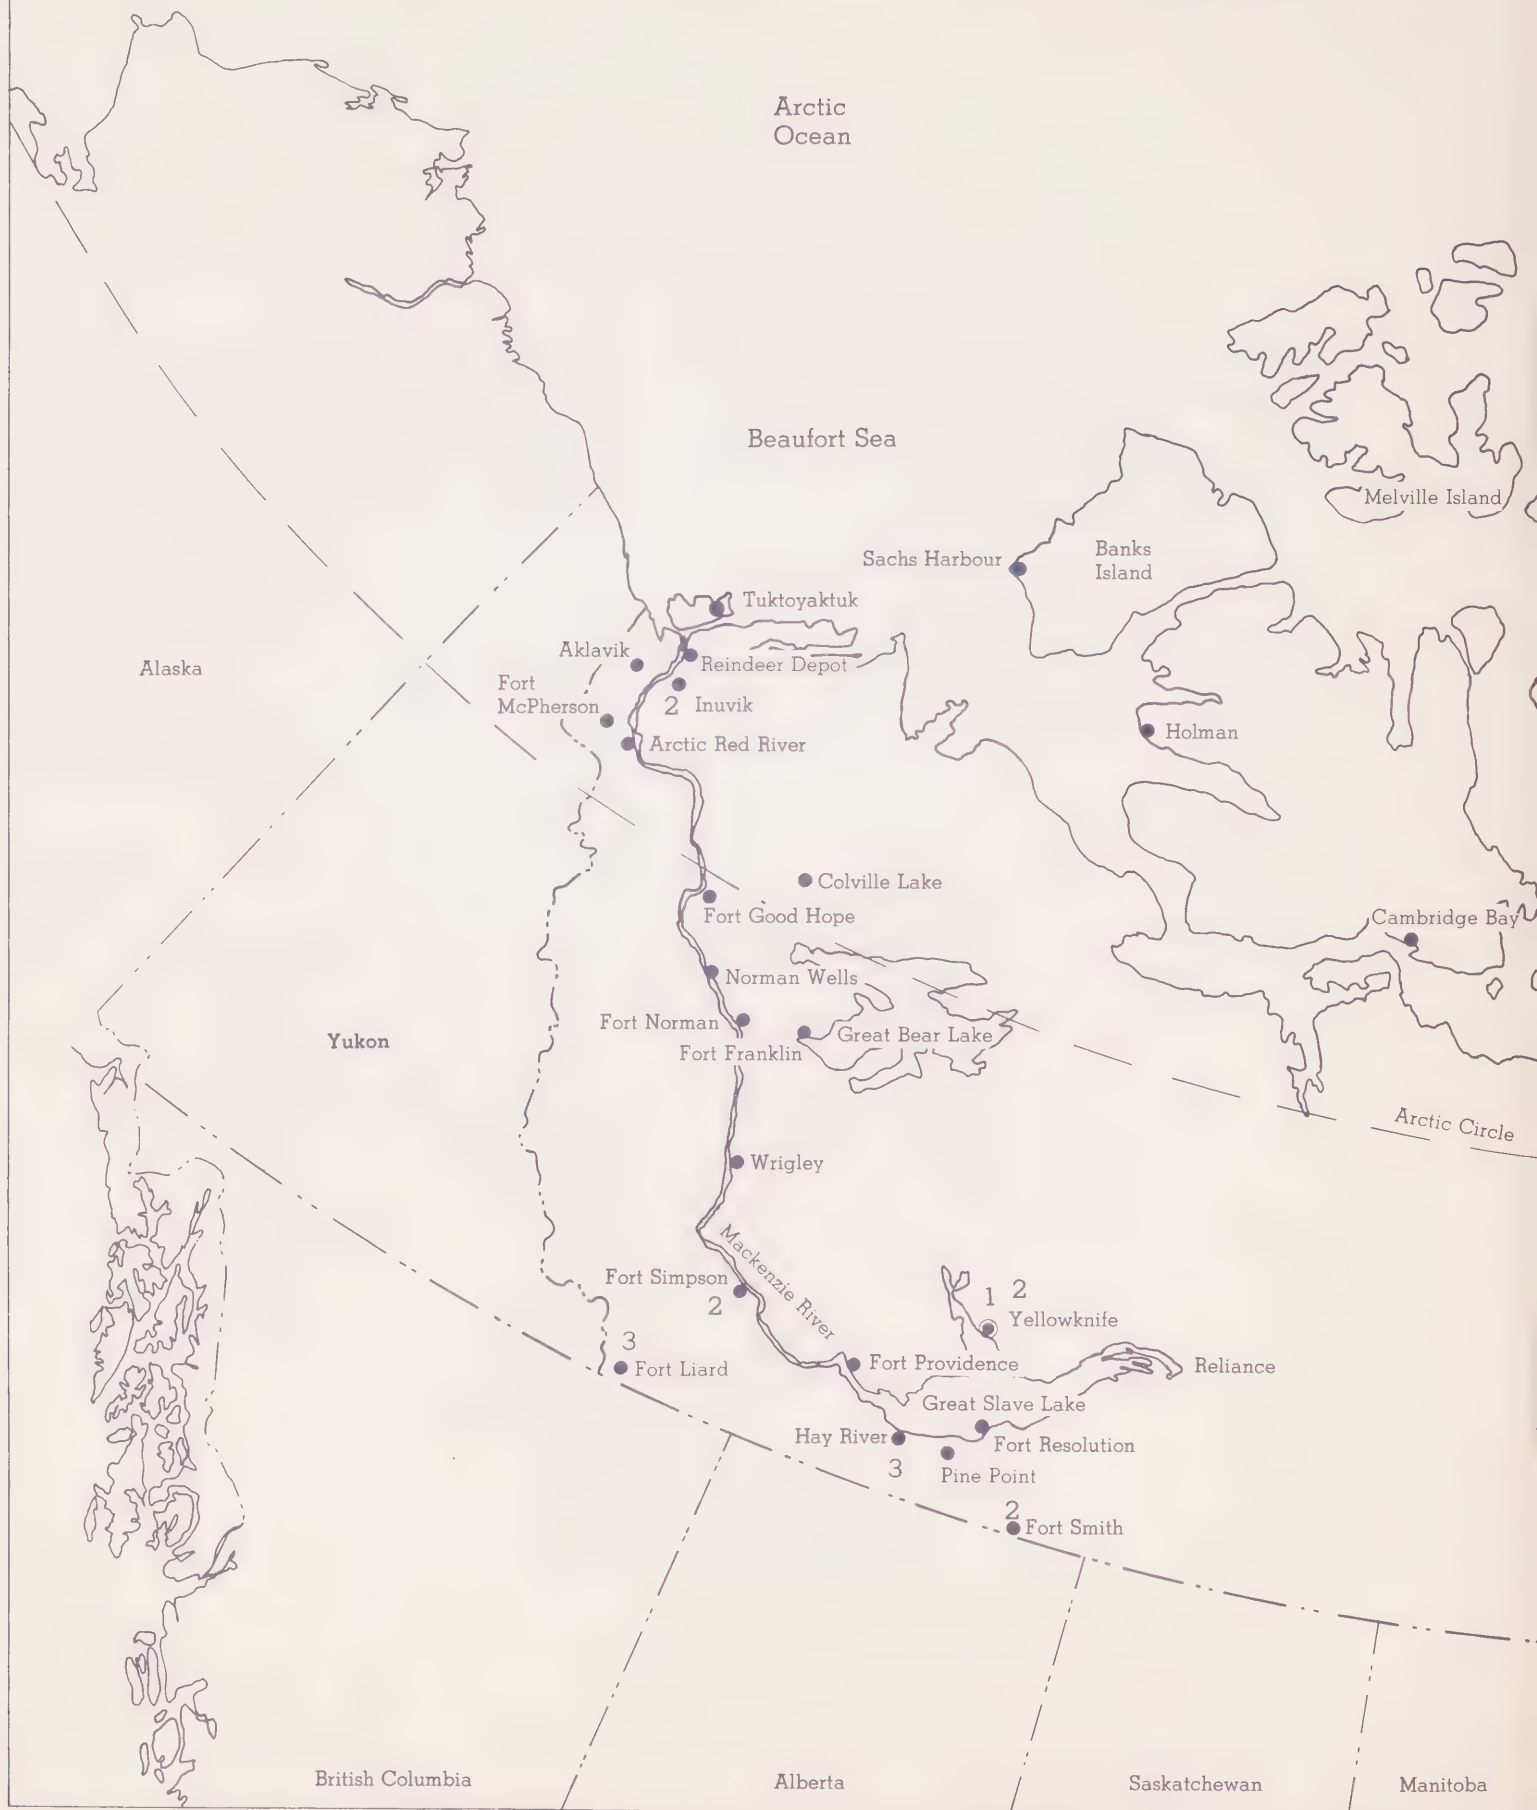 Arctic
Ocean
Beaufort Sea
Melville Island
Sachs Harbour
Banks
Island
Tuktoyaktuk
Aklavik
Reindeer Depot
Alaska
Fort
McPherson
2 Inuvik
Holman
Arctic Red River
Colville Lake
Fort Good Hope
Cambridge Bay
Norman Wells
Fort Norman
Great Bear Lake
Yukon
Fort Franklin
Arctic Circle
Wrigley
Mackenzie River
Fort Simpson
2
1 2
Yellowknife
3
Fort Liard
Fort Providence
Reliance
Great Slave Lake
Hay River
Fort Resolution
3
Pine Point
2
Fort Smith
British Columbia
Alberta
Saskatchewan
Manitoba